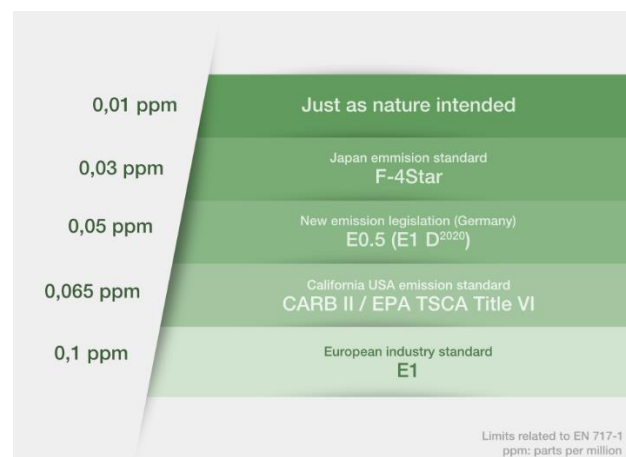 0,01 ppm
Just as nature intended
0,03 ppm
Japan emmision standard
F-4Star
0,05 ppm
New emission legislation (Germany)
E0.5 (E1 D2020)
0,065 ppm
California USA emission standard
CARB II / EPA TSCA Title VI
0,1 ppm
European industry standard
E1
Limits related to EN 717-1
ppm: parts per million